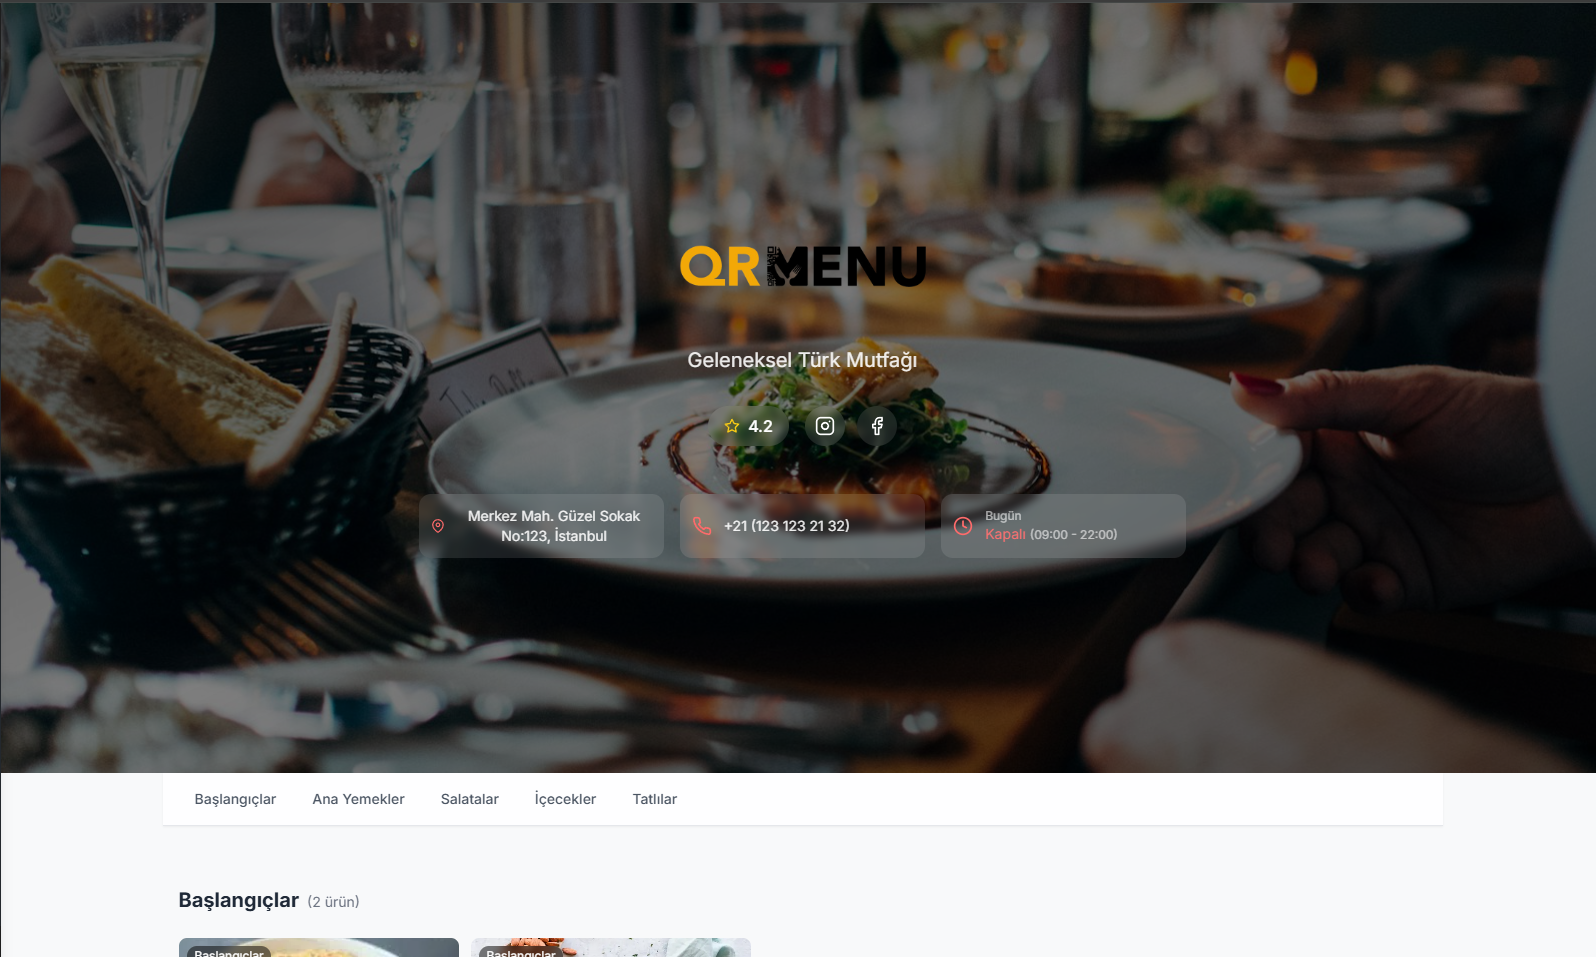 QRMENU
Geleneksel Türk Mutfağı
4.2
Merkez Mah. Güzel Sokak
No:123, İstanbul
+21 (123 123 21 32)
Bugün
Kapalı (09:00 - 22:00)
Başlangıçlar Ana Yemekler Salatalar İçecekler Tatlılar
Başlangıçlar (2 ürün)
Başlangıçlar Başlangıçlar